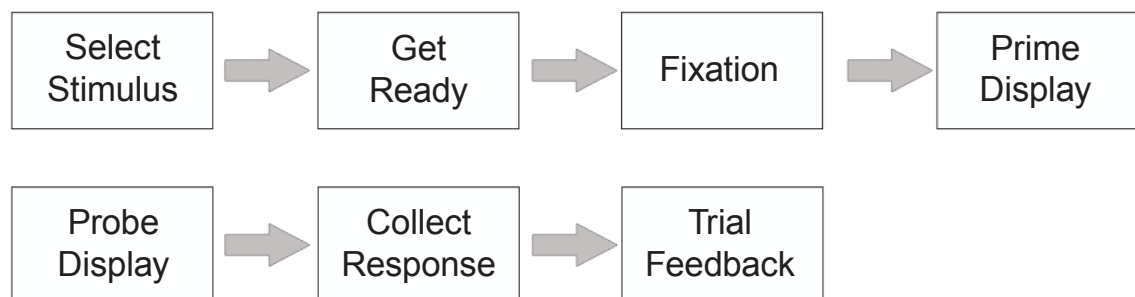 Select
Stimulus
Get
Ready
Fixation
Prime
Display
Probe
Display
Collect
Response
Trial
Feedback